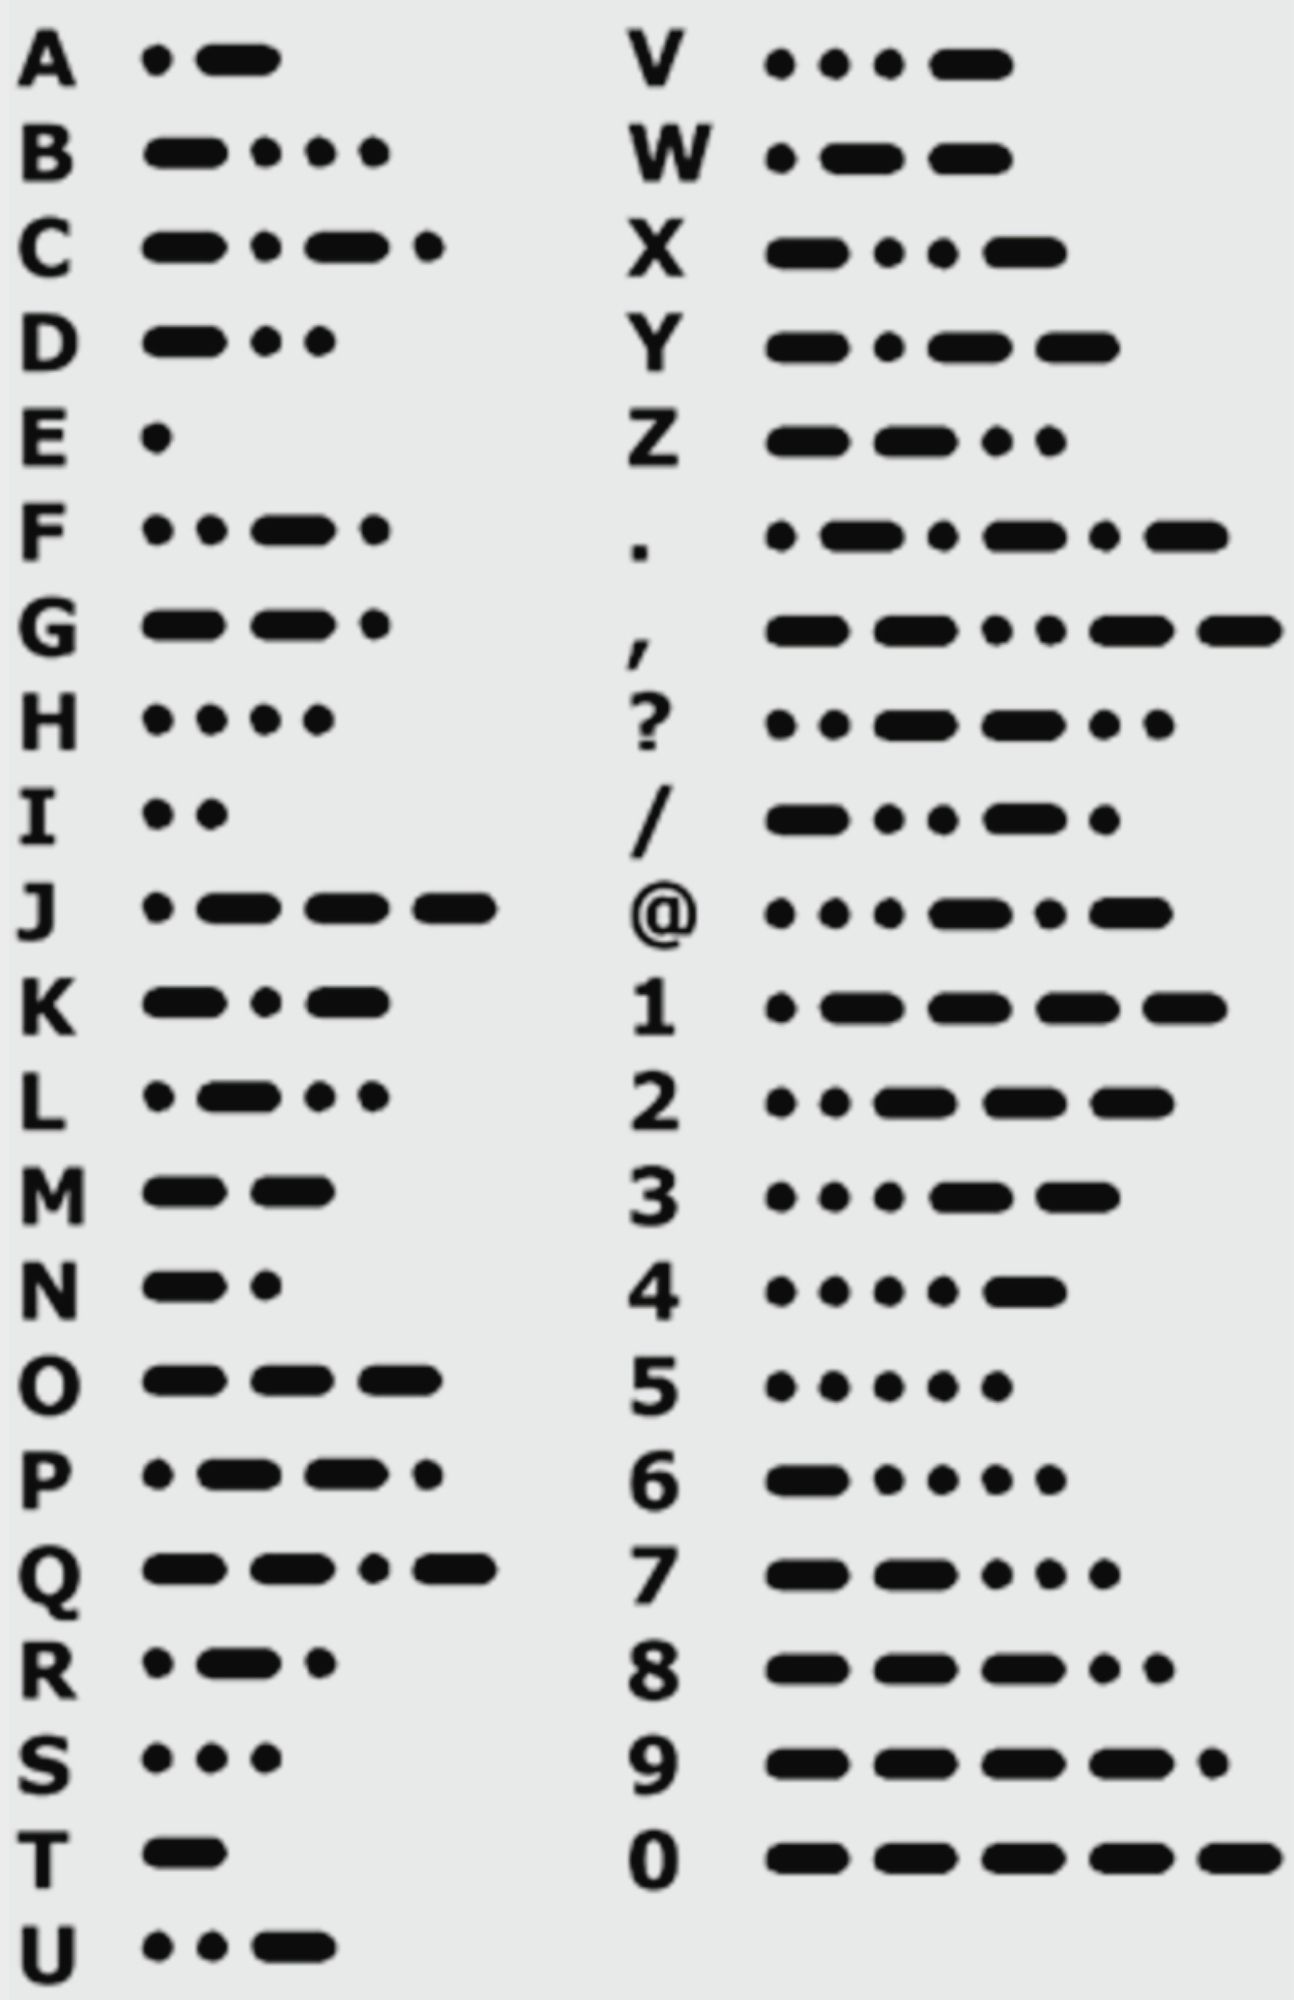 A • —
B — • • •
C — • — •
D — • •
E •
F • • — •
G — — •
H • • • •
I • •
J • — — —
K — • —
L • — • •
M — —
N — •
O — — —
P • — — •
Q — — • —
R • — •
S • • •
T —
U • • —
V • • • —
W • — —
X — • • —
Y — • — —
Z — — • •
. • — • — • —
, — — • • — —
? • • — — • •
/ — • • — •
@ • • • — • —
1 • — — — —
2 • • — — —
3 • • • — —
4 • • • • —
5 • • • • •
6 — • • • •
7 — — • • •
8 — — — • •
9 — — — — •
0 — — — — —